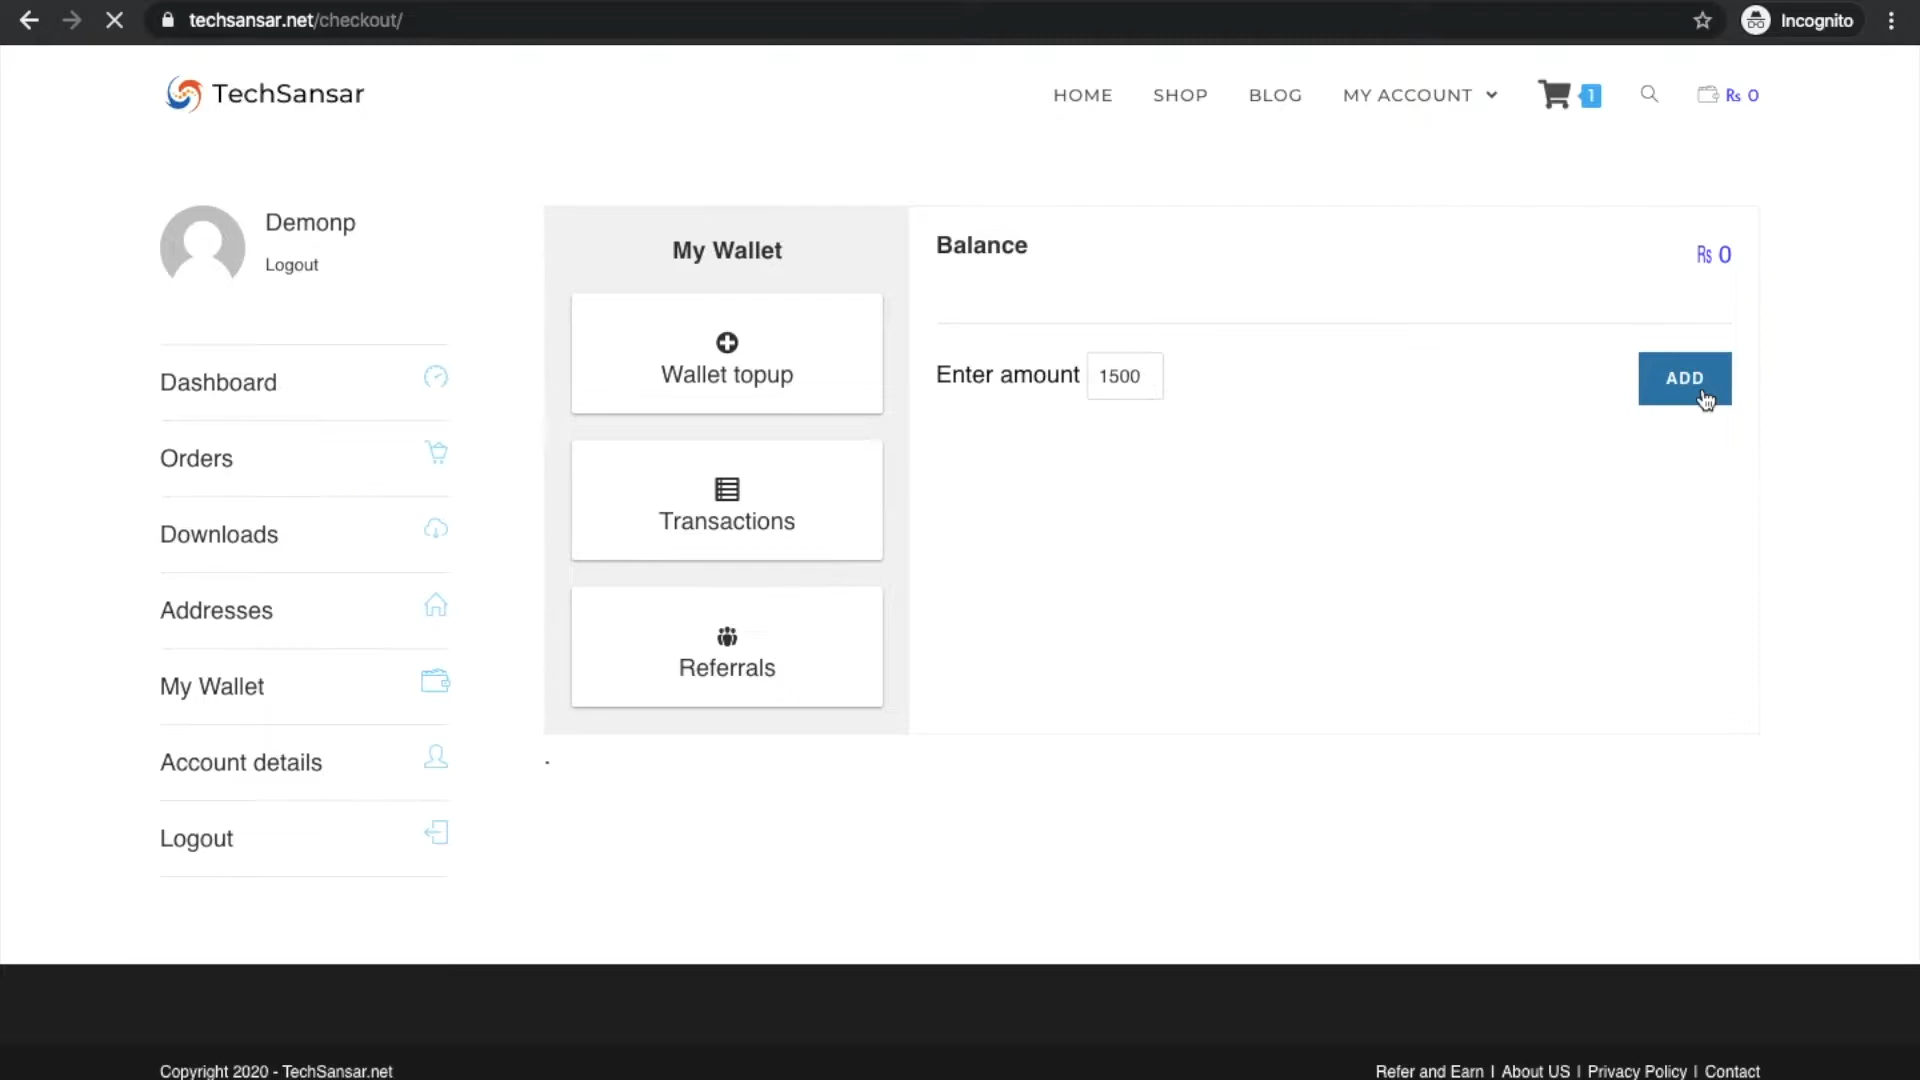 techsansar.net/checkout/
Incognito
TechSansar
HOME
SHOP
BLOG
MY ACCOUNT
1
Rs 0
Demonp
Logout
Dashboard
Orders
Downloads
Addresses
My Wallet
Account details
Logout
My Wallet
Wallet topup
Transactions
Referrals
Balance
Rs 0
Enter amount 1500
ADD
.
Copyright 2020 - TechSansar.net
Refer and Earn | About US | Privacy Policy | Contact